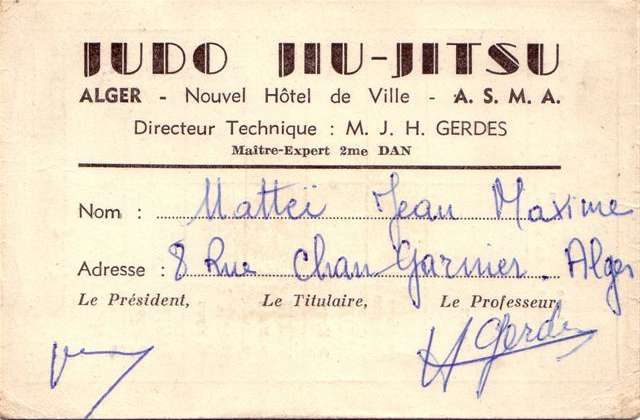 JUDO JIU-JITSU
ALGER - Nouvel Hôtel de Ville - A. S. M. A.
Directeur Technique : M. J. H. GERDES
Maître-Expert 2me DAN
Nom : Matteï Jean Maxime
Adresse : 8 Rue Chan Garnier. Alger
Le Président, Le Titulaire, Le Professeur,
H Gerdes